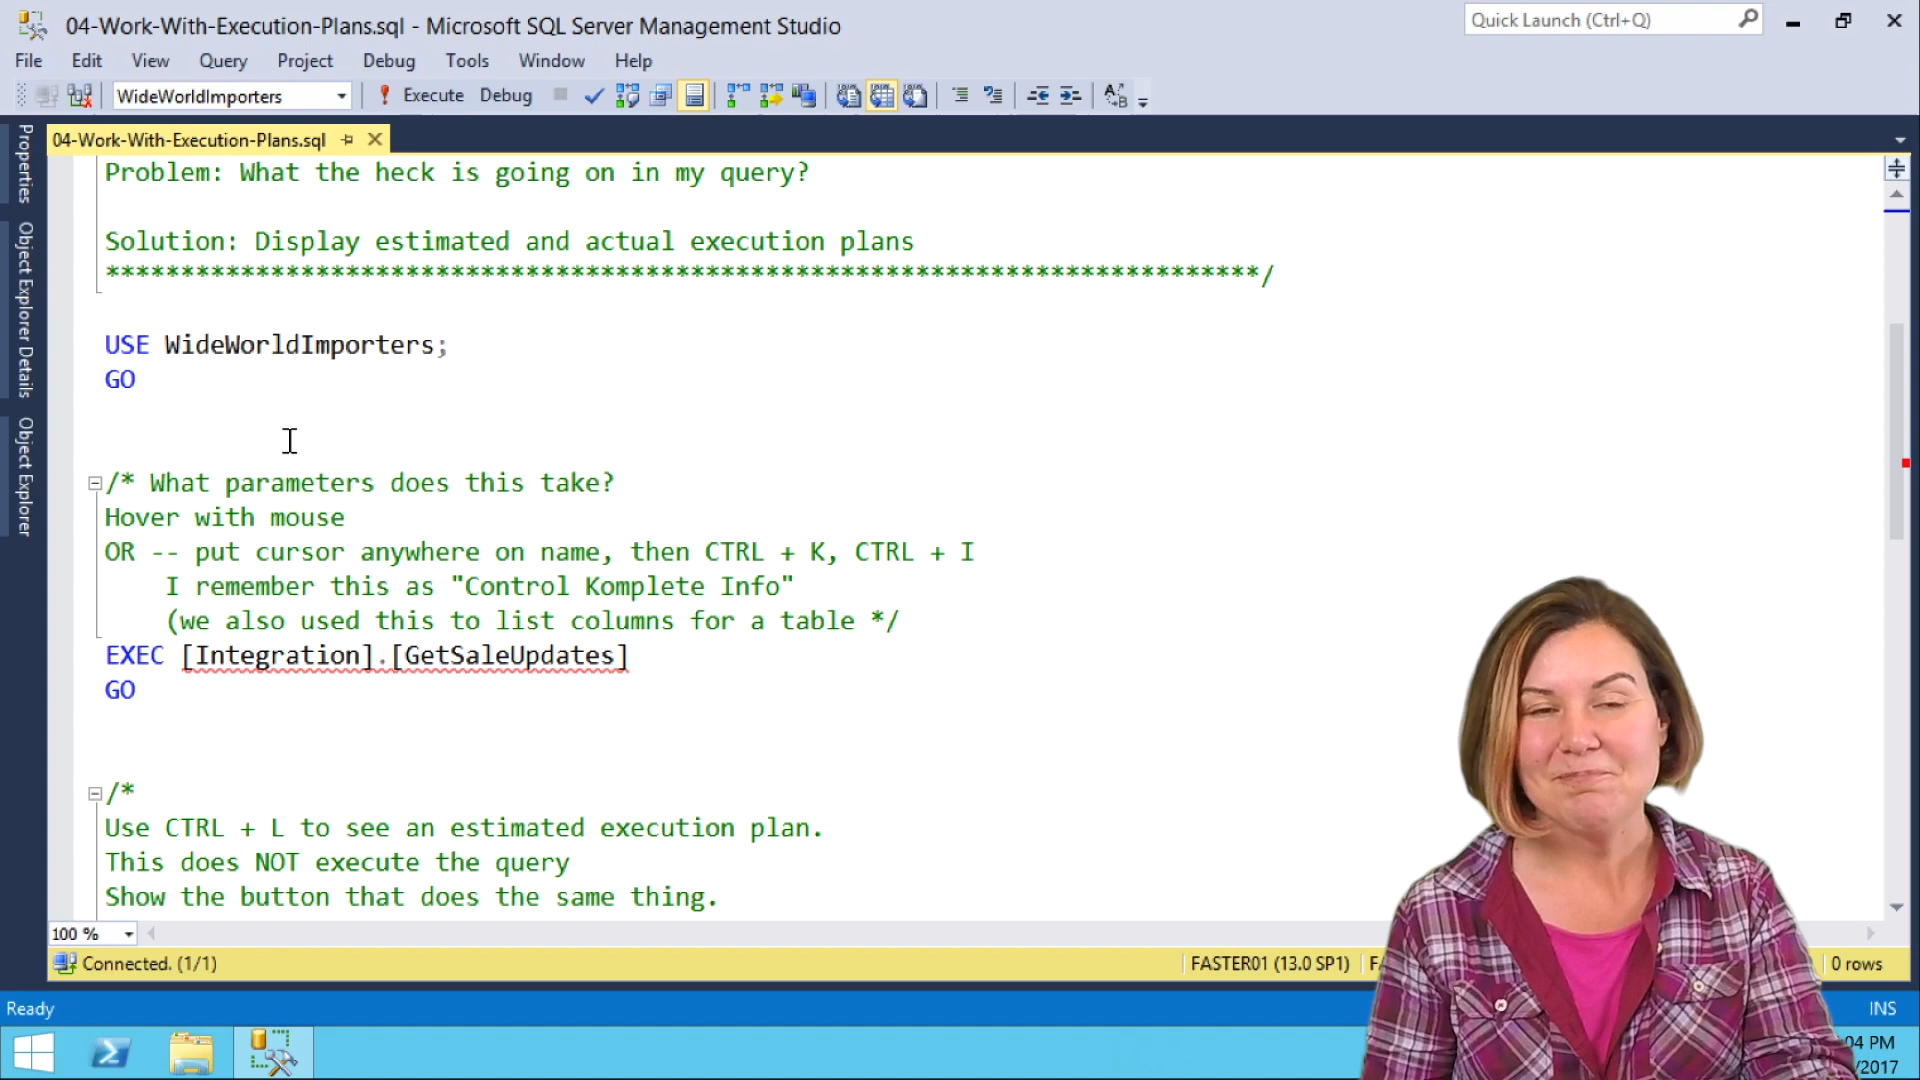 04-Work-With-Execution-Plans.sql - Microsoft SQL Server Management Studio
Quick Launch (Ctrl+Q)
File Edit View Query Project Debug Tools Window Help
WideWorldImporters Execute Debug
04-Work-With-Execution-Plans.sql
Properties
Object Explorer Details
Object Explorer
Problem: What the heck is going on in my query?
Solution: Display estimated and actual execution plans
*****************************************************************************/
USE WideWorldImporters;
GO
/* What parameters does this take?
Hover with mouse
OR -- put cursor anywhere on name, then CTRL + K, CTRL + I
I remember this as "Control Komplete Info"
(we also used this to list columns for a table */
EXEC [Integration].[GetSaleUpdates]
GO
/*
Use CTRL + L to see an estimated execution plan.
This does NOT execute the query
Show the button that does the same thing.
100 %
Connected. (1/1) FASTER01 (13.0 SP1) 0 rows
Ready INS
04 PM
/2017